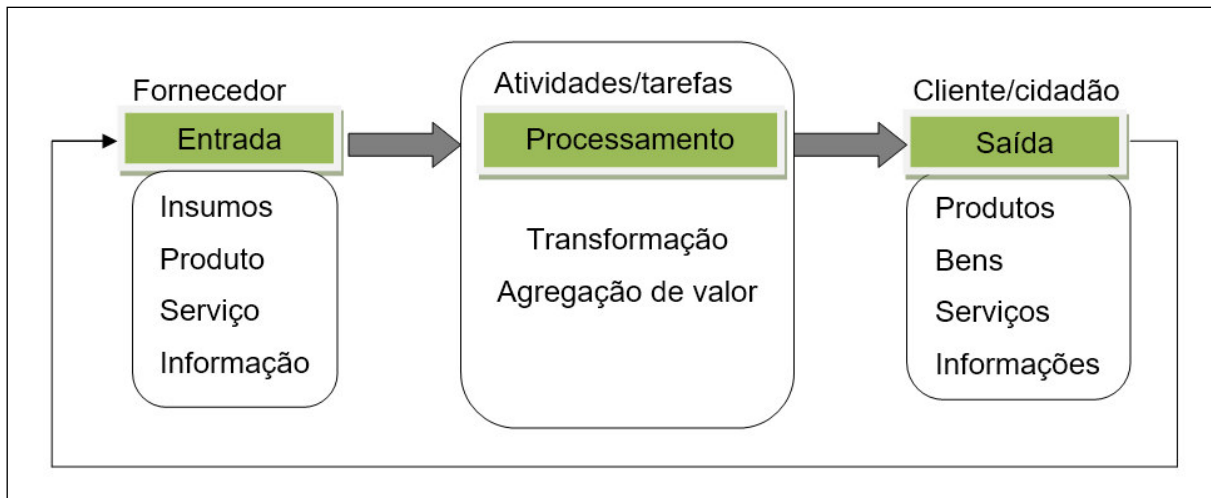 Fornecedor
Entrada
Insumos
Produto
Serviço
Informação
Atividades/tarefas
Processamento
Transformação
Agregação de valor
Cliente/cidadão
Saída
Produtos
Bens
Serviços
Informações